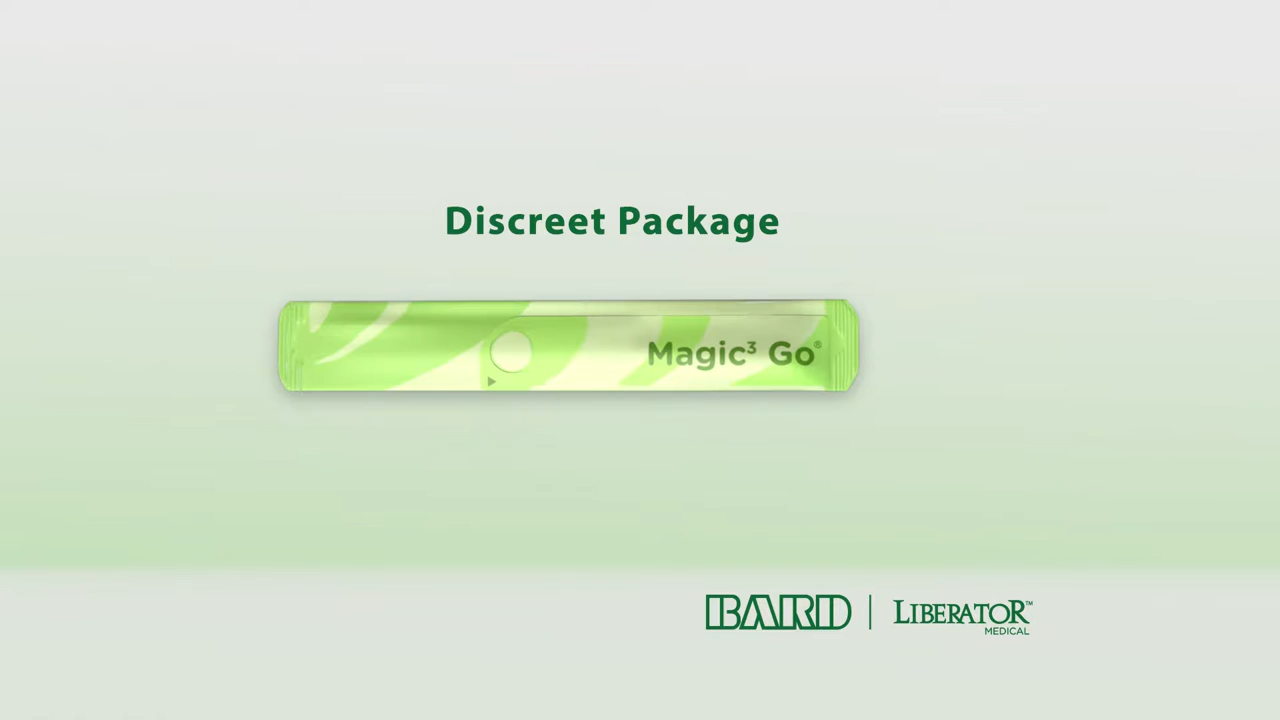 Discreet Package
Magic³ Go®
BARD
LIBERATOR™
MEDICAL